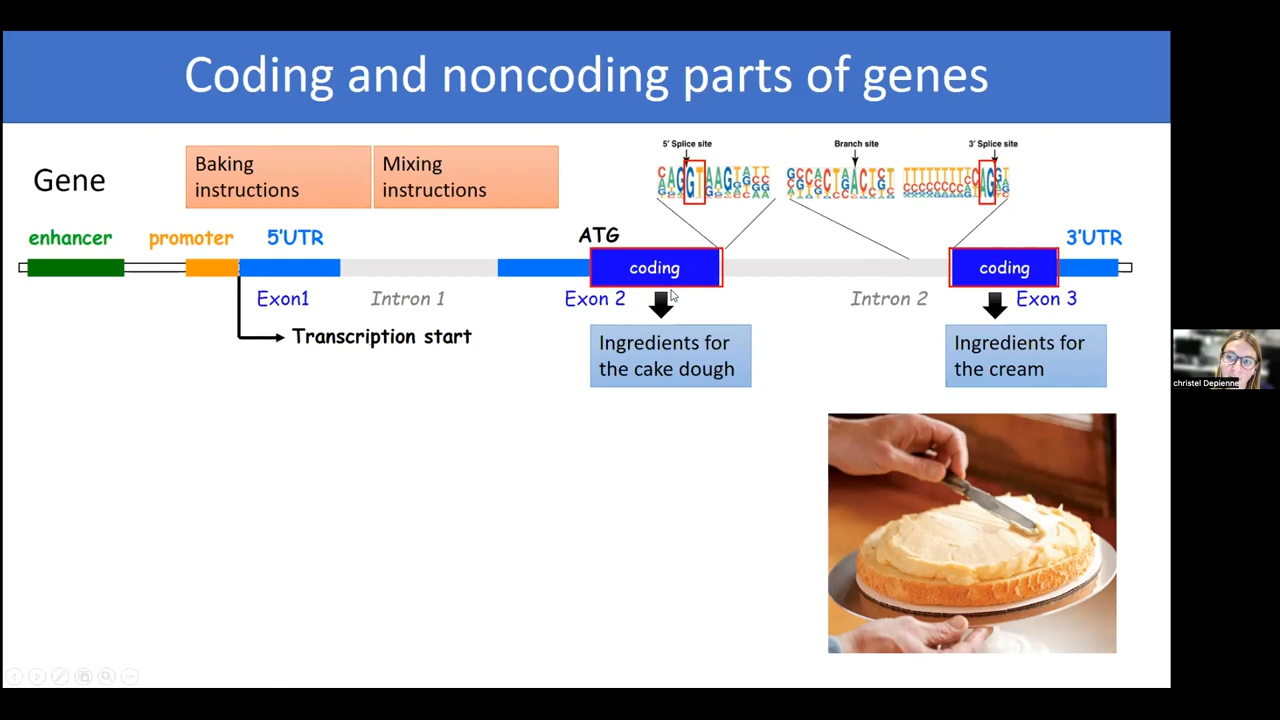 Coding and noncoding parts of genes
Gene
Baking
instructions
Mixing
instructions
5' Splice site
Branch site
3' Splice site
enhancer
promoter
5'UTR
ATG
3'UTR
coding
coding
Exon1
Intron 1
Exon 2
Intron 2
Exon 3
Transcription start
Ingredients for
the cake dough
Ingredients for
the cream
christel Depienne